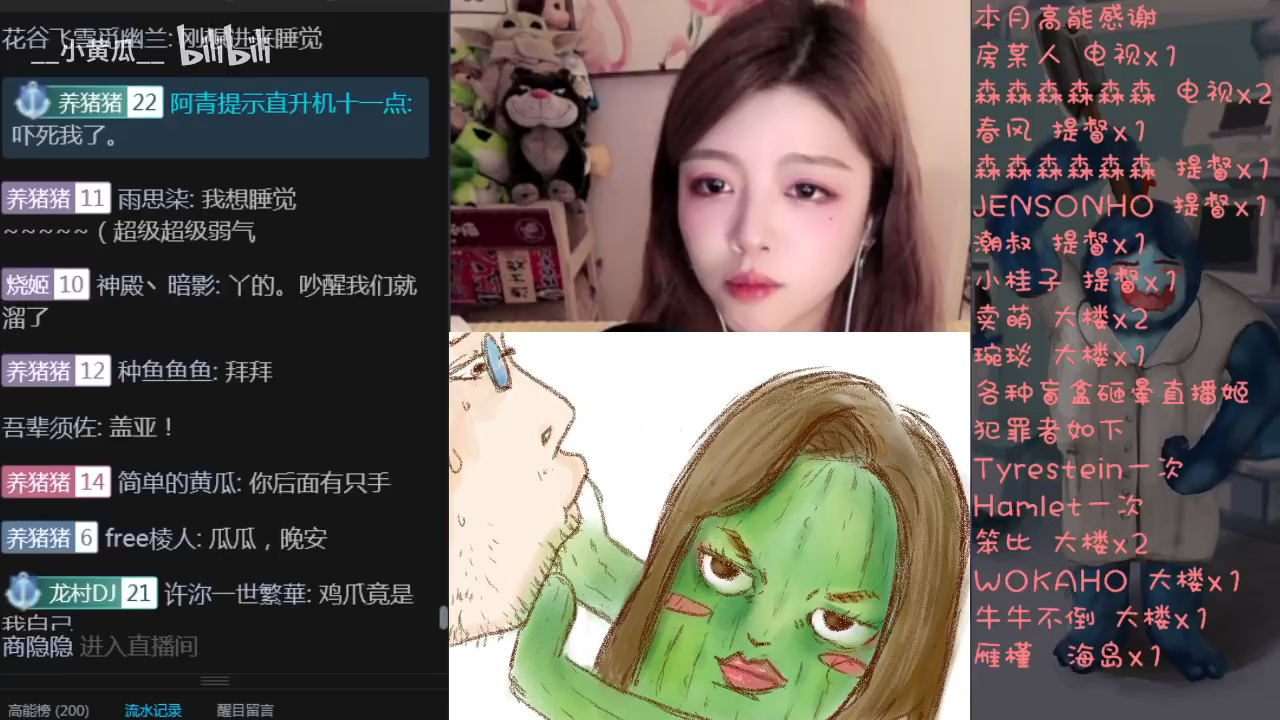 花谷飞雪觅幽兰: 刚躺进来睡觉
__小黄瓜__ bilibili
养猪猪 22 阿青提示直升机十一点:
吓死我了。
养猪猪 11 雨思柒: 我想睡觉
~~~~~（超级超级弱气
烧姬 10 神殿丶暗影: 丫的。吵醒我们就
溜了
养猪猪 12 种鱼鱼鱼: 拜拜
吾辈须佐: 盖亚！
养猪猪 14 简单的黄瓜: 你后面有只手
养猪猪 6 free棱人: 瓜瓜，晚安
龙村DJ 21 许沵一世繁華: 鸡爪竟是
我自己
商隐隐 进入直播间
高能榜 (200) 流水记录 醒目留言
本月高能感谢
房某人 电视x1
森森森森森森 电视x2
春风 提督x1
森森森森森森 提督x1
JENSONHO 提督x1
潮叔 提督x1
小桂子 提督x1
卖萌 大楼x2
琬琰 大楼x1
各种盲盒砸晕直播姬
犯罪者如下
Tyrestein一次
Hamlet一次
笨比 大楼x2
WOKAHO 大楼x1
牛牛不倒 大楼x1
雁槿 海岛x1